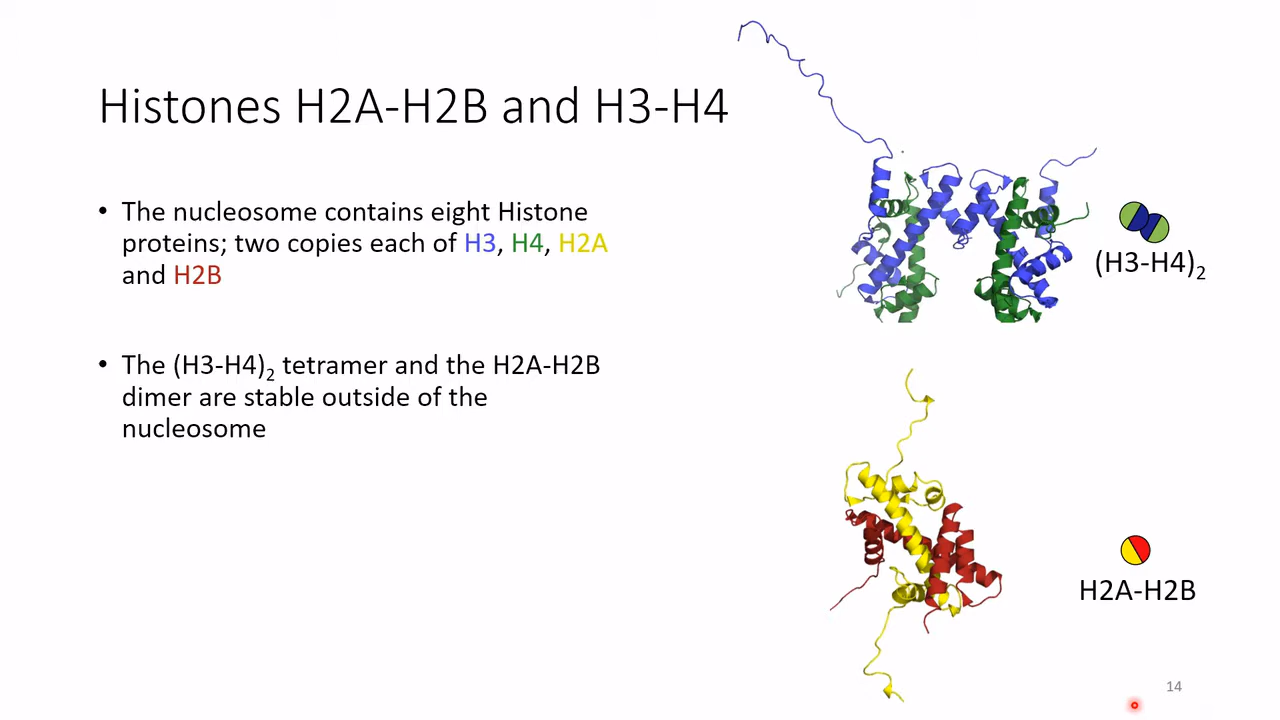 Histones H2A-H2B and H3-H4
• The nucleosome contains eight Histone
proteins; two copies each of H3, H4, H2A
and H2B
(H3-H4)₂
• The (H3-H4)₂ tetramer and the H2A-H2B
dimer are stable outside of the
nucleosome
H2A-H2B
14